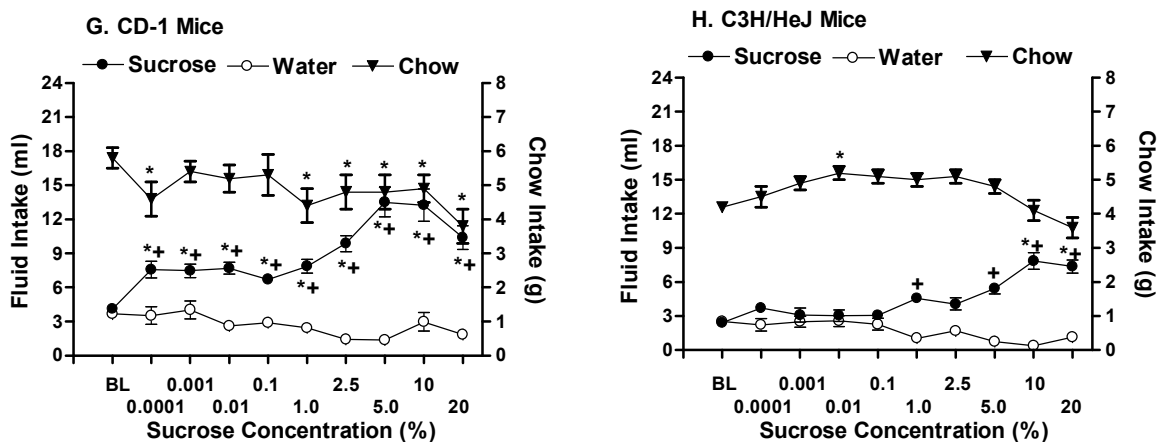 G. CD-1 Mice
Sucrose Water Chow
24
21
18
15
12
9
6
3
0
Fluid Intake (ml)
8
7
6
5
4
3
2
1
0
Chow Intake (g)
* * * * * *
*+ *+ *+ *+ *+ *+ *+ *+ *+
BL 0.001 0.1 2.5 10
0.0001 0.01 1.0 5.0 20
Sucrose Concentration (%)
H. C3H/HeJ Mice
Sucrose Water Chow
24
21
18
15
12
9
6
3
0
Fluid Intake (ml)
8
7
6
5
4
3
2
1
0
Chow Intake (g)
*
+ + *+ *+
BL 0.001 0.1 2.5 10
0.0001 0.01 1.0 5.0 20
Sucrose Concentration (%)